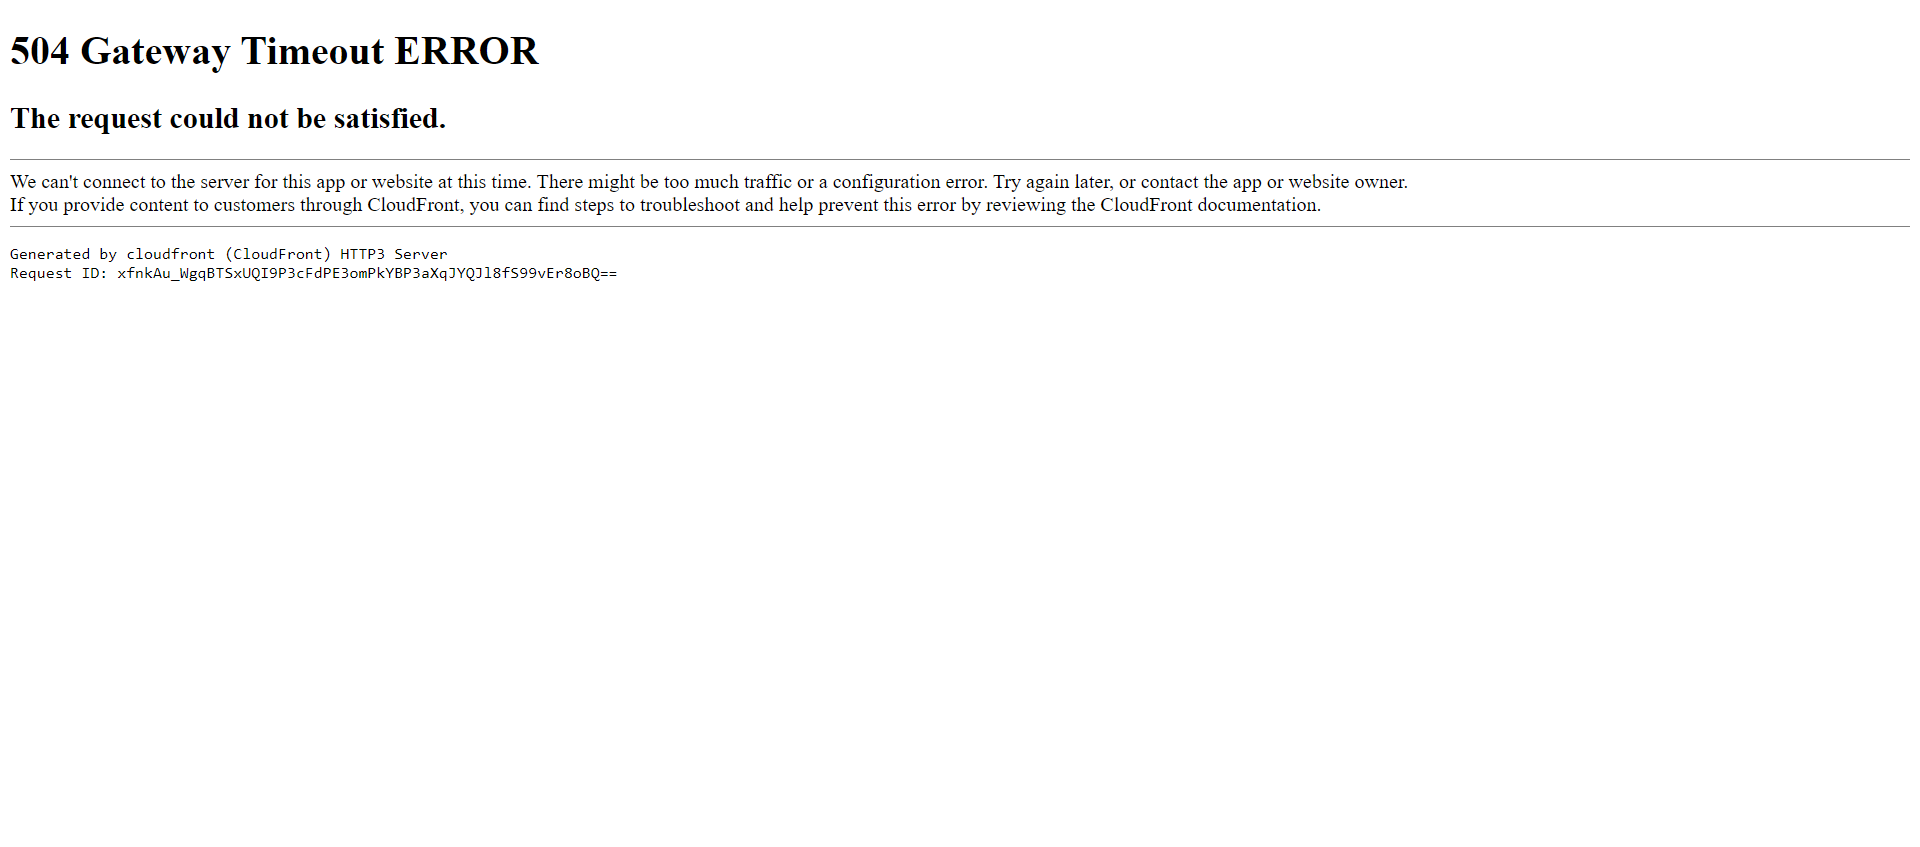 504 Gateway Timeout ERROR
The request could not be satisfied.
We can't connect to the server for this app or website at this time. There might be too much traffic or a configuration error. Try again later, or contact the app or website owner.
If you provide content to customers through CloudFront, you can find steps to troubleshoot and help prevent this error by reviewing the CloudFront documentation.
Generated by cloudfront (CloudFront) HTTP3 Server
Request ID: xfnkAu_WgqBTSxUQI9P3cFdPE3omPkYBP3aXqJYQJl8fS99vEr8oBQ==